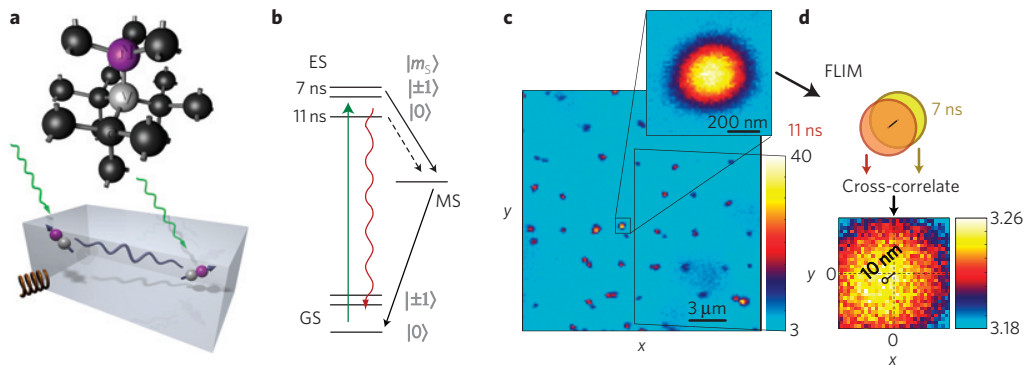 a
N
V
b
ES
|mS⟩
7 ns
|±1⟩
11 ns
|0⟩
MS
|±1⟩
GS
|0⟩
c
200 nm
11 ns
40
y
3 μm
3
x
d
FLIM
7 ns
Cross-correlate
3.26
10 nm
y 0
3.18
0
x